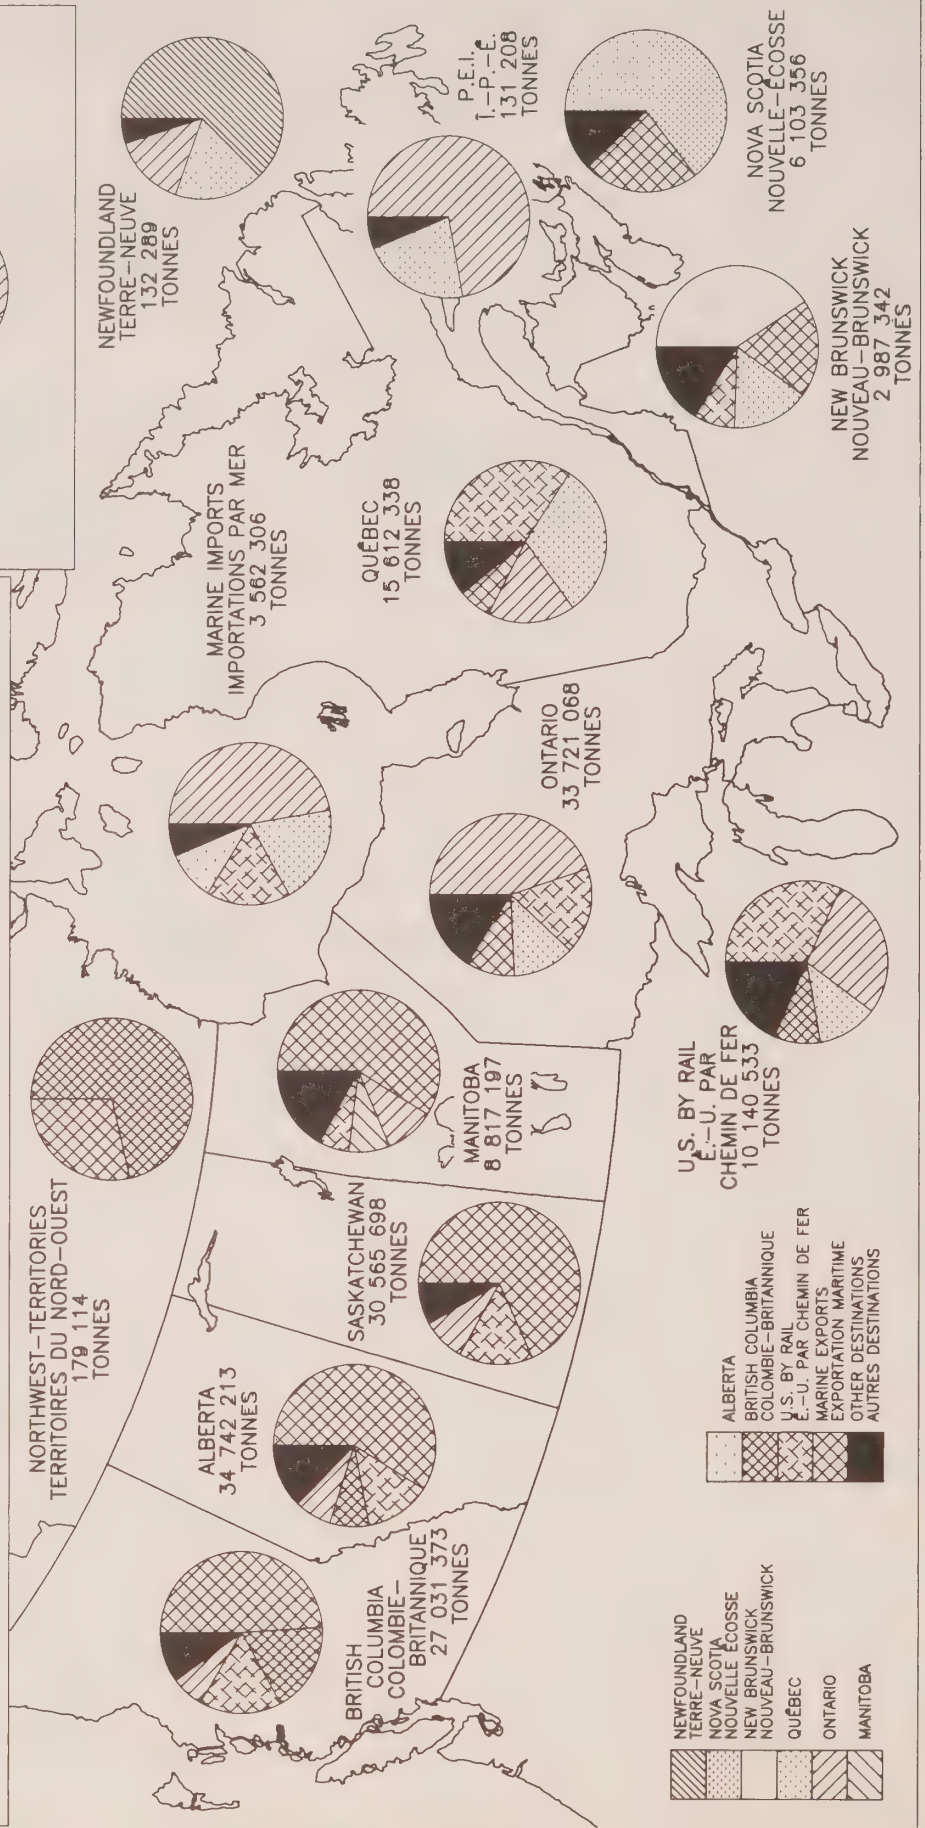 NORTHWEST-TERRITORIES
TERRITOIRES DU NORD-OUEST
179 114
TONNES
MARINE IMPORTS
IMPORTATIONS PAR MER
3 562 306
TONNES
NEWFOUNDLAND
TERRE-NEUVE
132 289
TONNES
P.E.I.
Î.-P.-É.
131 208
TONNES
BRITISH
COLUMBIA
COLOMBIE-
BRITANNIQUE
27 031 373
TONNES
ALBERTA
34 742 213
TONNES
SASKATCHEWAN
30 565 698
TONNES
MANITOBA
8 817 197
TONNES
ONTARIO
33 721 068
TONNES
QUÉBEC
15 612 338
TONNES
NOVA SCOTIA
NOUVELLE-ÉCOSSE
6 103 356
TONNES
NEW BRUNSWICK
NOUVEAU-BRUNSWICK
2 987 342
TONNES
U.S. BY RAIL
É.-U. PAR
CHEMIN DE FER
10 140 533
TONNES
NEWFOUNDLAND
TERRE-NEUVE
NOVA SCOTIA
NOUVELLE ÉCOSSE
NEW BRUNSWICK
NOUVEAU-BRUNSWICK
QUÉBEC
ONTARIO
MANITOBA
ALBERTA
BRITISH COLUMBIA
COLOMBIE-BRITANNIQUE
U.S. BY RAIL
É.-U. PAR CHEMIN DE FER
MARINE EXPORTS
EXPORTATION MARITIME
OTHER DESTINATIONS
AUTRES DESTINATIONS